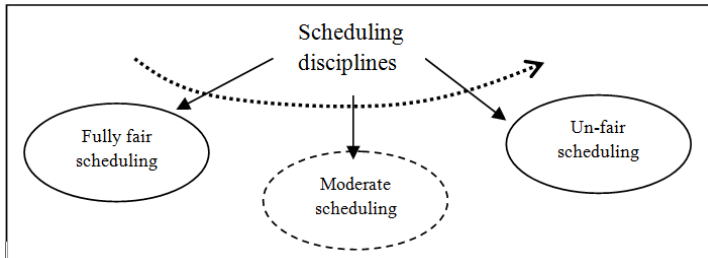 Scheduling
disciplines
Fully fair
scheduling
Moderate
scheduling
Un-fair
scheduling